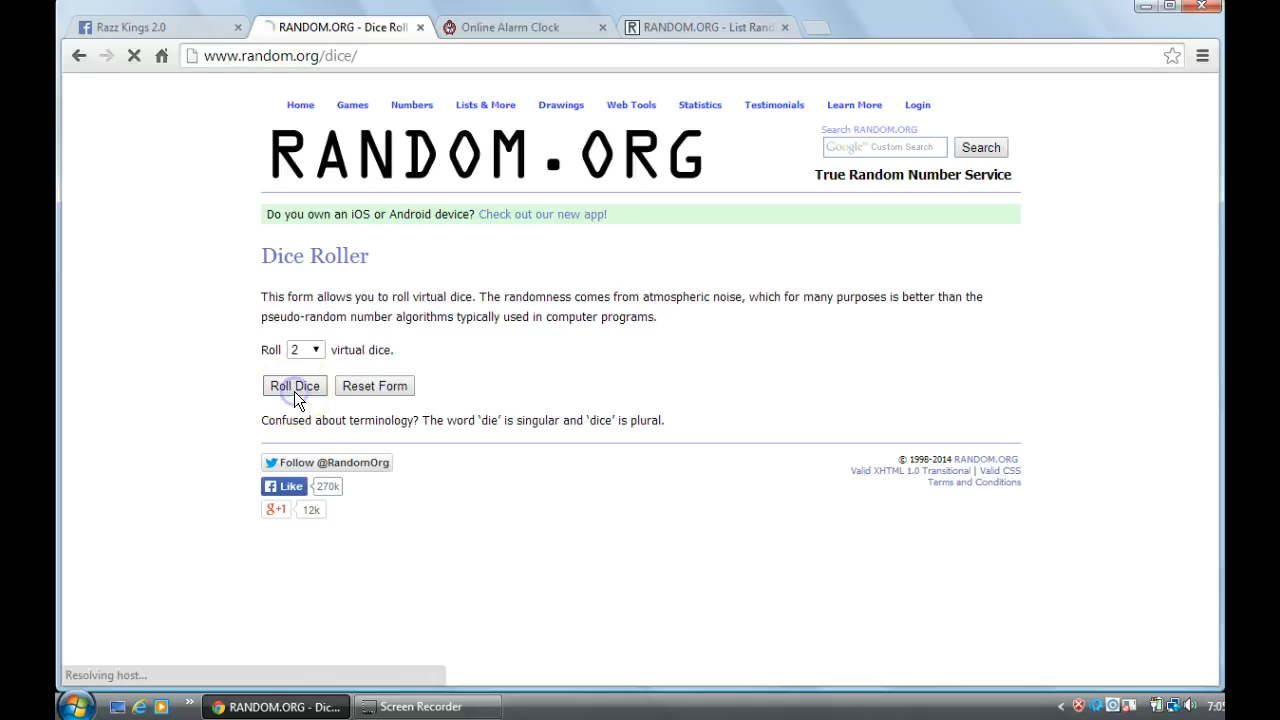 Razz Kings 2.0
RANDOM.ORG - Dice Roll
Online Alarm Clock
RANDOM.ORG - List Rand
www.random.org/dice/
Home Games Numbers Lists & More Drawings Web Tools Statistics Testimonials Learn More Login
RANDOM.ORG
Search RANDOM.ORG
Google™ Custom Search
Search
True Random Number Service
Do you own an iOS or Android device? Check out our new app!
Dice Roller
This form allows you to roll virtual dice. The randomness comes from atmospheric noise, which for many purposes is better than the
pseudo-random number algorithms typically used in computer programs.
Roll 2 virtual dice.
Roll Dice Reset Form
Confused about terminology? The word ‘die’ is singular and ‘dice’ is plural.
Follow @RandomOrg
Like 270k
g+1 12k
© 1998-2014 RANDOM.ORG
Valid XHTML 1.0 Transitional | Valid CSS
Terms and Conditions
Resolving host...
RANDOM.ORG - Dic...
Screen Recorder